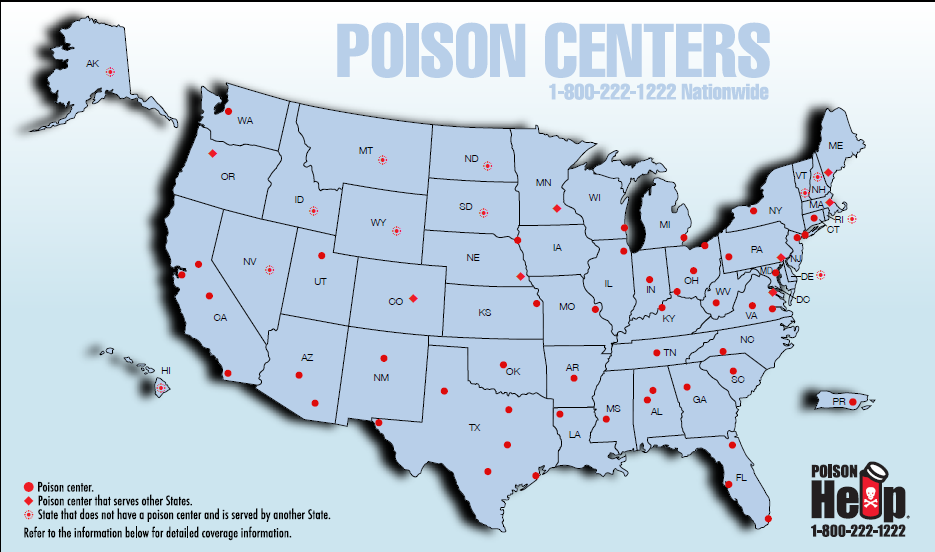 POISON CENTERS
1-800-222-1222 Nationwide
AK
WA
MT
ND
MN
ME
OR
ID
SD
WI
VT
NH
WY
MI
NY
MA
RI
CT
NV
NE
IA
PA
NJ
UT
IL
IN
OH
MD
DE
CO
WV
DC
CA
KS
MO
KY
VA
NC
AZ
NM
OK
AR
TN
SC
HI
TX
MS
AL
GA
PR
LA
FL
Poison center.
Poison center that serves other States.
State that does not have a poison center and is served by another State.
Refer to the information below for detailed coverage information.
POISON
Help
1-800-222-1222